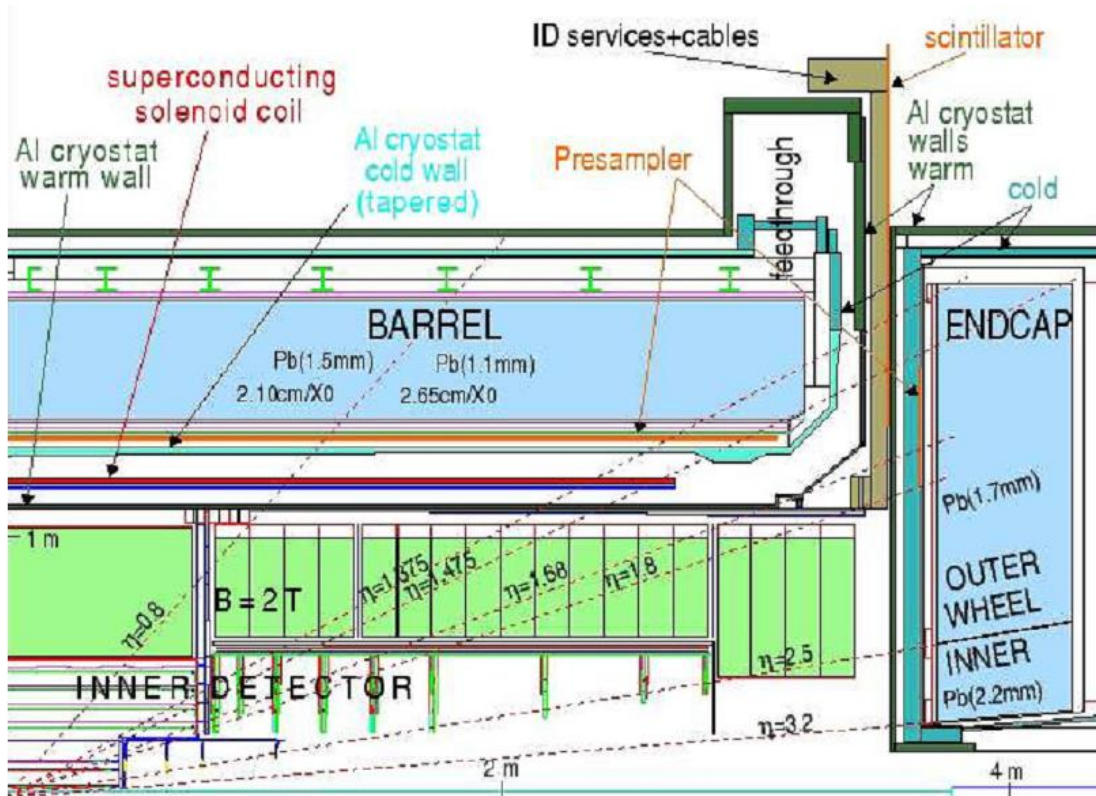 ID services+cables
scintillator
superconducting
solenoid coil
Al cryostat
warm wall
Al cryostat
cold wall
(tapered)
Presampler
feedthrough
Al cryostat
walls
warm
cold
BARREL
Pb(1.5mm)
Pb(1.1mm)
2.10cm/X0
2.65cm/X0
ENDCAP
Pb(1.7mm)
OUTER
WHEEL
INNER
Pb(2.2mm)
1 m
B = 2 T
η=0.8
η=1.375
η=1.475
η=1.68
η=1.8
η=2.5
η=3.2
INNER DETECTOR
2 m
4 m